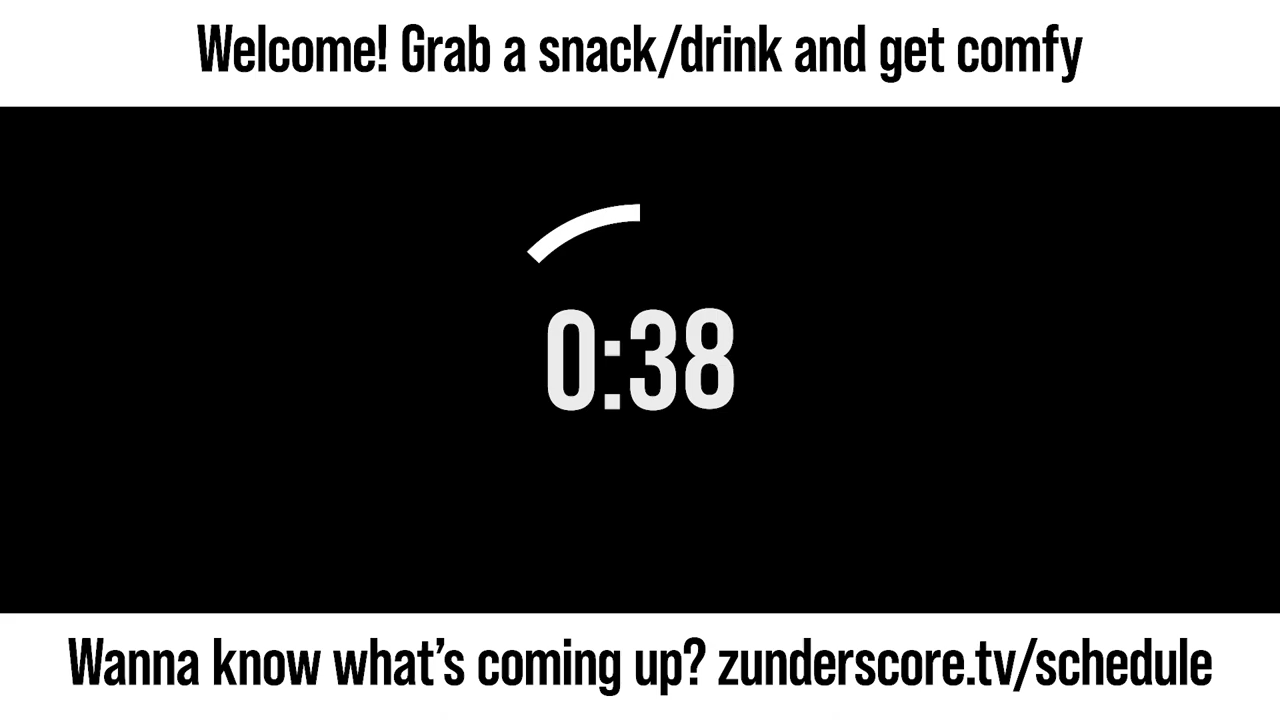 Welcome! Grab a snack/drink and get comfy
0:38
Wanna know what's coming up? zunderscore.tv/schedule